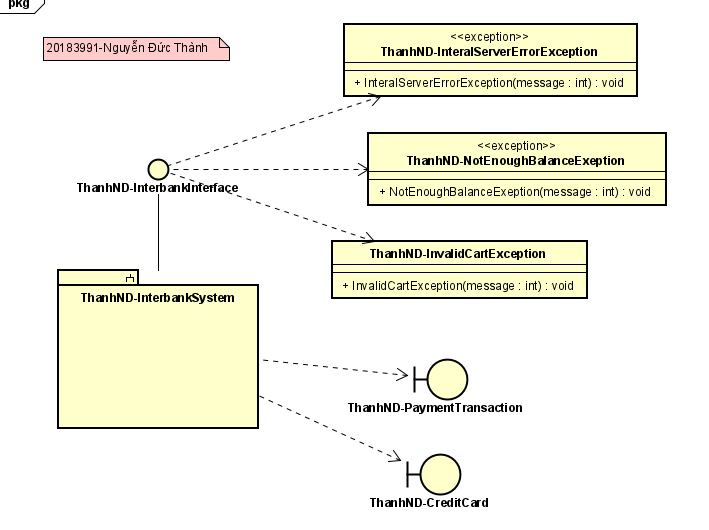 pkg
20183991-Nguyễn Đức Thành
<<exception>>
ThanhND-InteralServerErrorException
+ InteralServerErrorException(message : int) : void
<<exception>>
ThanhND-NotEnoughBalanceExeption
+ NotEnoughBalanceExeption(message : int) : void
ThanhND-InterbankInterface
ThanhND-InvalidCartException
+ InvalidCartException(message : int) : void
ThanhND-InterbankSystem
ThanhND-PaymentTransaction
ThanhND-CreditCard